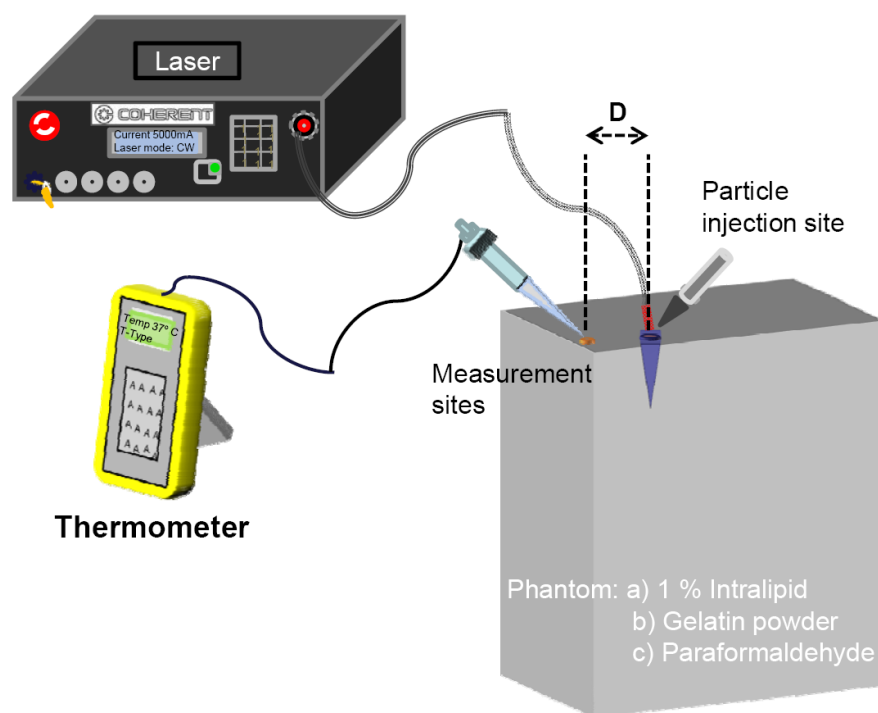 Laser
COHERENT
Current 5000mA
Laser mode: CW
D
Particle
injection site
Temp 37° C
T-Type
A A A A
A A A A
A A A A
A A A A
Measurement
sites
Thermometer
Phantom: a) 1 % Intralipid
b) Gelatin powder
c) Paraformaldehyde